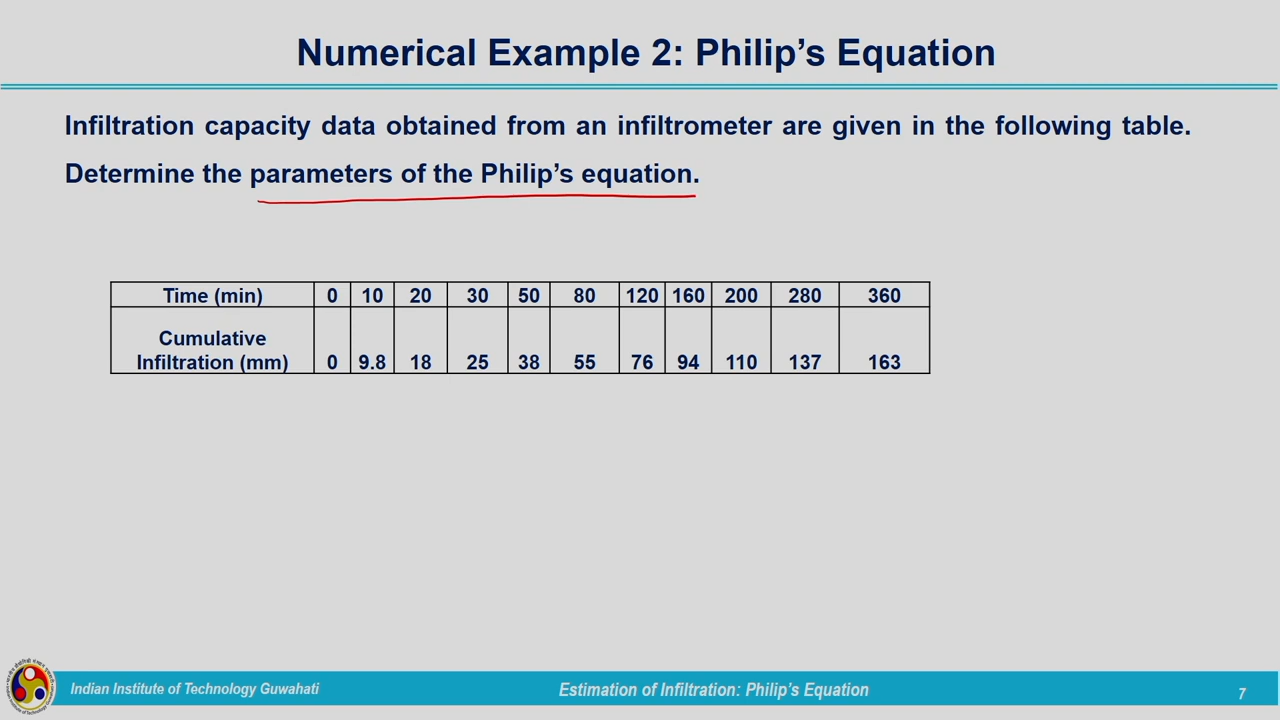 Numerical Example 2: Philip’s Equation
Infiltration capacity data obtained from an infiltrometer are given in the following table.
Determine the parameters of the Philip’s equation.
Time (min) 0 10 20 30 50 80 120 160 200 280 360
Cumulative
Infiltration (mm) 0 9.8 18 25 38 55 76 94 110 137 163
Indian Institute of Technology Guwahati
Estimation of Infiltration: Philip’s Equation
7